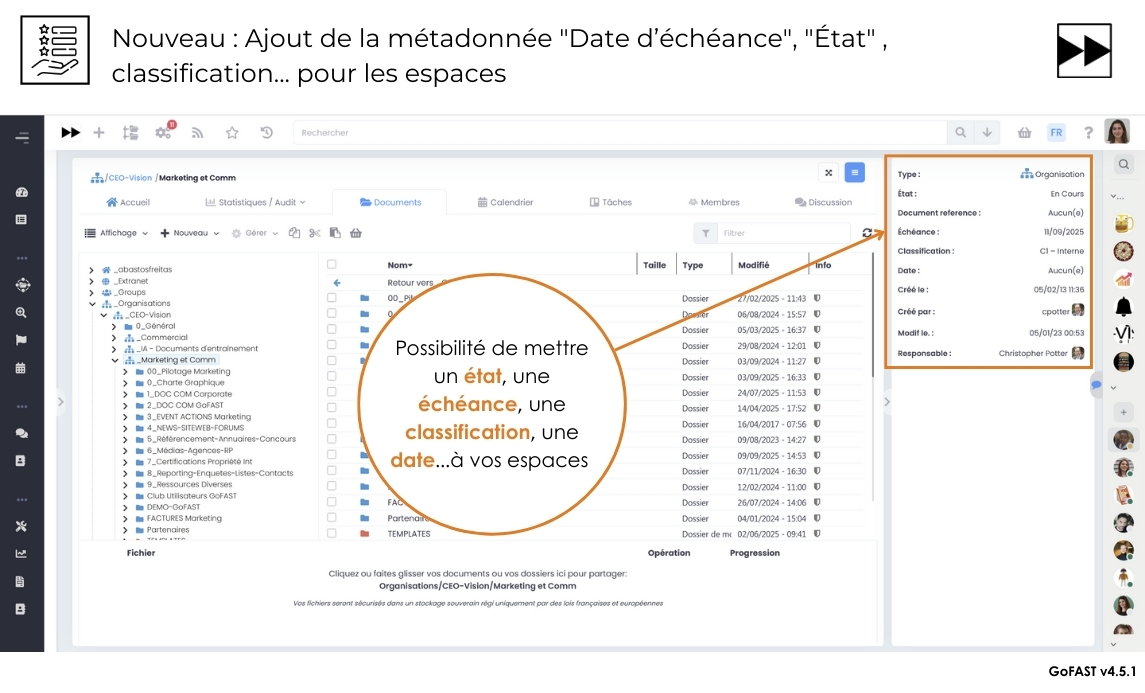 Nouveau : Ajout de la métadonnée "Date d’échéance", "État" ,
classification... pour les espaces
11
Rechercher
FR
/CEO-Vision /Marketing et Comm
Accueil
Statistiques / Audit
Documents
Calendrier
Tâches
Membres
Discussion
Affichage
Nouveau
Gérer
Filtrer
_abastosfreitas
_Extranet
_Groups
_Organisations
_CEO-Vision
0_Général
_Commercial
_IA - Documents d'entraînement
_Marketing et Comm
00_Pilotage Marketing
0_Charte Graphique
1_DOC COM Corporate
2_DOC COM GoFAST
3_EVENT ACTIONS Marketing
4_NEWS-SITEWEB-FORUMS
5_Référencement-Annuaires-Concours
6_Médias-Agences-RP
7_Certifications Propriété Int
8_Reporting-Enquetes-Listes-Contacts
9_Ressources Diverses
Club Utilisateurs GoFAST
DEMO-GoFAST
FACTURES Marketing
Partenaires
Nom Taille Type Modifié Info
Retour vers
Dossier 27/02/2025 - 11:43
Dossier 06/08/2024 - 15:57
Dossier 05/03/2025 - 16:37
Dossier 29/08/2024 - 12:01
Dossier 03/09/2024 - 11:27
Dossier 03/09/2025 - 16:33
Dossier 24/07/2025 - 11:53
Dossier 14/04/2025 - 17:52
Dossier 16/04/2017 - 07:56
Dossier 09/08/2023 - 14:27
Dossier 09/09/2025 - 14:53
Dossier 07/11/2024 - 16:30
Dossier 12/02/2024 - 11:00
FAC Dossier 26/07/2024 - 14:06
Partenair Dossier 04/01/2024 - 15:04
TEMPLATES Dossier de mo 02/06/2025 - 09:41
Possibilité de mettre
un état, une
échéance, une
classification, une
date...à vos espaces
Type : Organisation
État : En Cours
Document reference : Aucun(e)
Échéance : 11/09/2025
Classification : C1 – Interne
Date : Aucun(e)
Créé le : 05/02/13 11:36
Créé par : cpotter
Modif le. : 05/01/23 00:53
Responsable : Christopher Potter
Fichier Opération Progression
Cliquez ou faites glisser vos documents ou vos dossiers ici pour partager:
Organisations/CEO-Vision/Marketing et Comm
Vos fichiers seront sécurisés dans un stockage souverain régi uniquement par des lois françaises et européennes
GoFAST v4.5.1